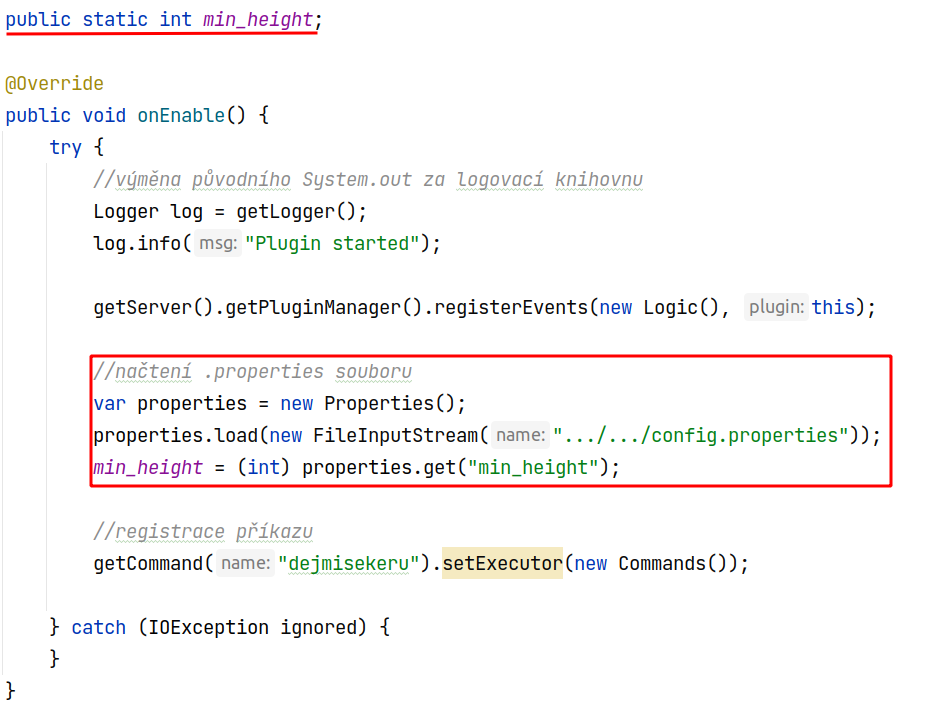 public static int min_height;
@Override
public void onEnable() {
try {
//výměna původního System.out za logovací knihovnu
Logger log = getLogger();
log.info( msg: "Plugin started");
getServer().getPluginManager().registerEvents(new Logic(), plugin: this);
//načtení .properties souboru
var properties = new Properties();
properties.load(new FileInputStream( name: ".../.../config.properties"));
min_height = (int) properties.get("min_height");
//registrace příkazu
getCommand( name: "dejmisekeru").setExecutor(new Commands());
} catch (IOException ignored) {
}
}